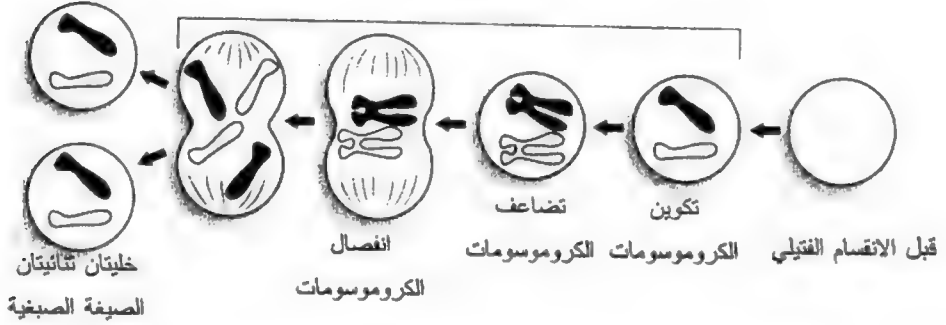 قبل الانقسام الفتيلي
تكوين
الكروموسومات
تضاعف
الكروموسومات
انفصال
الكروموسومات
خليتان ثنائيتان
الصيغة الصبغية